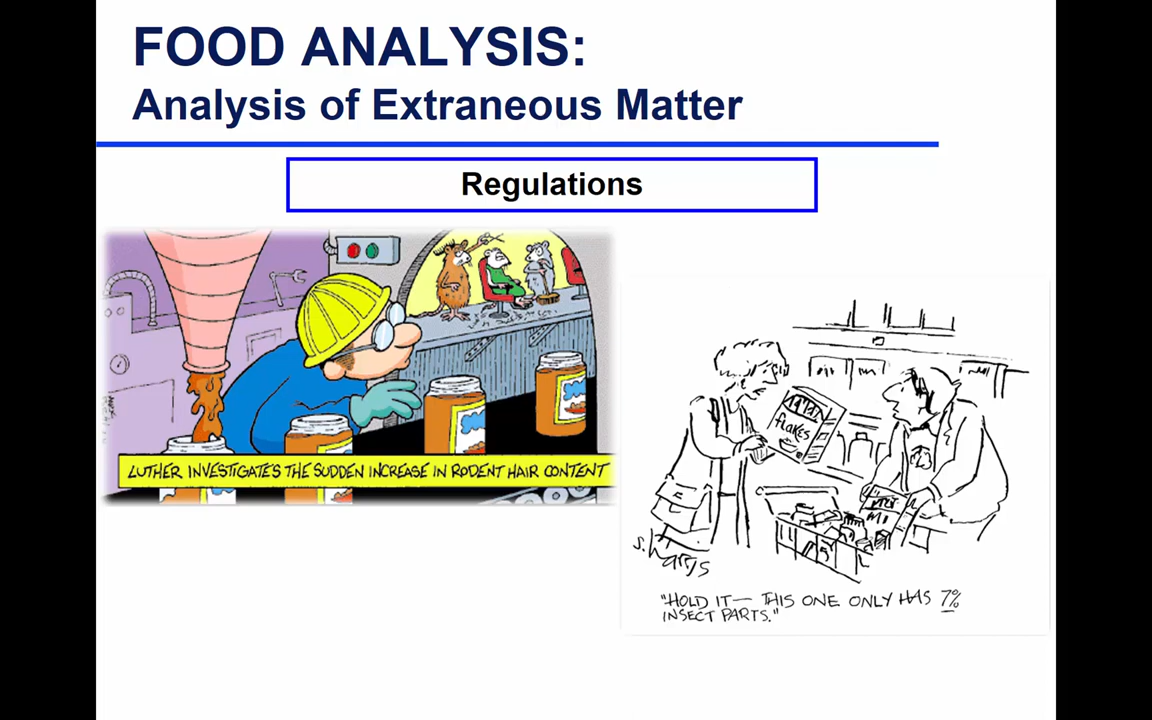 FOOD ANALYSIS:
Analysis of Extraneous Matter
Regulations
LUTHER INVESTIGATES THE SUDDEN INCREASE IN RODENT HAIR CONTENT
flakes
S. Harris
"HOLD IT— THIS ONE ONLY HAS 7%
INSECT PARTS."